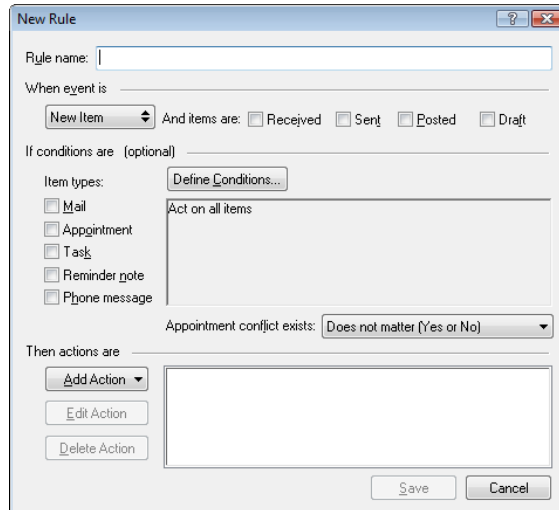 New Rule
Rule name:
When event is
New Item And items are: Received Sent Posted Draft
If conditions are (optional)
Item types: Define Conditions...
Mail
Act on all items
Appointment
Task
Reminder note
Phone message
Appointment conflict exists: Does not matter (Yes or No)
Then actions are
Add Action
Edit Action
Delete Action
Save Cancel